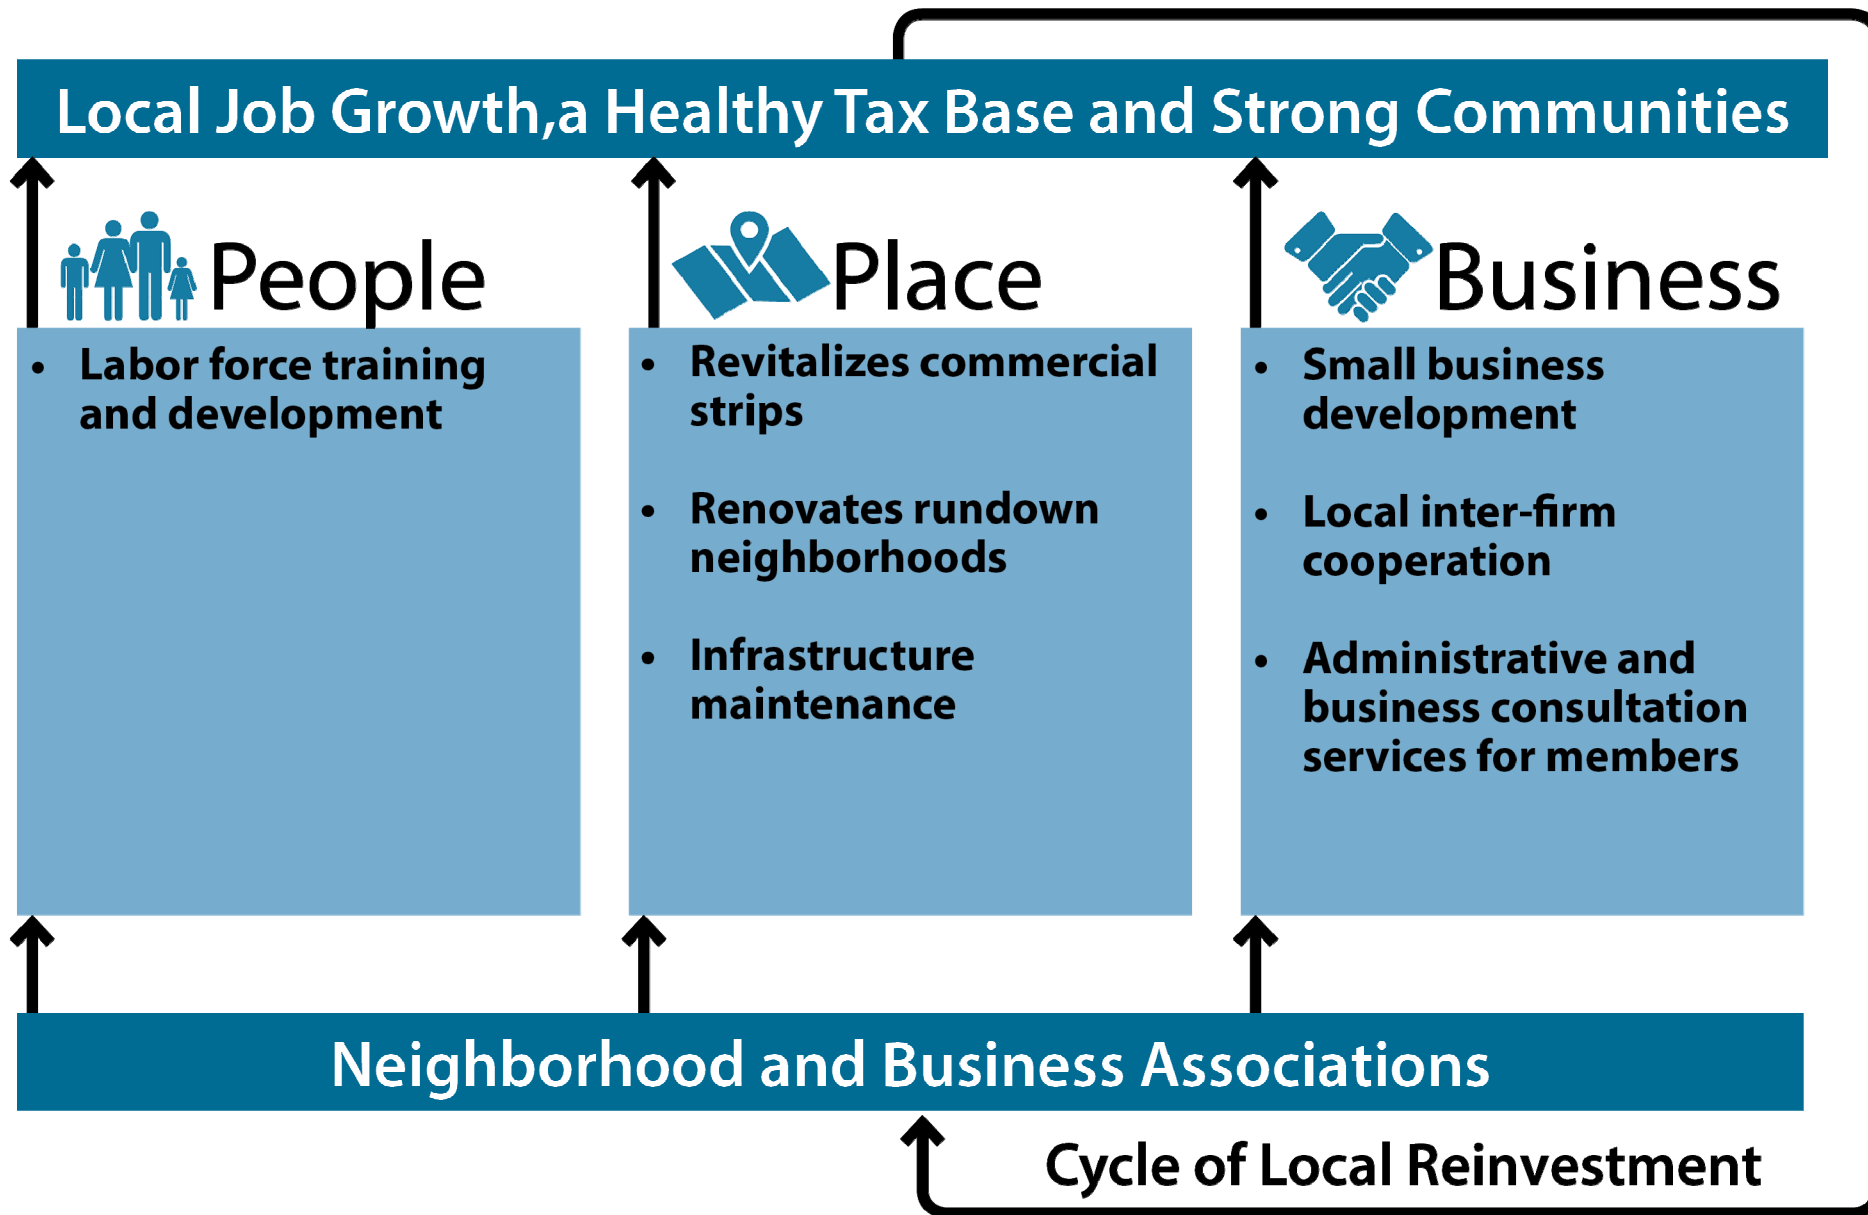 Local Job Growth,a Healthy Tax Base and Strong Communities
People
• Labor force training
and development
Place
• Revitalizes commercial
strips
• Renovates rundown
neighborhoods
• Infrastructure
maintenance
Business
• Small business
development
• Local inter-firm
cooperation
• Administrative and
business consultation
services for members
Neighborhood and Business Associations
Cycle of Local Reinvestment